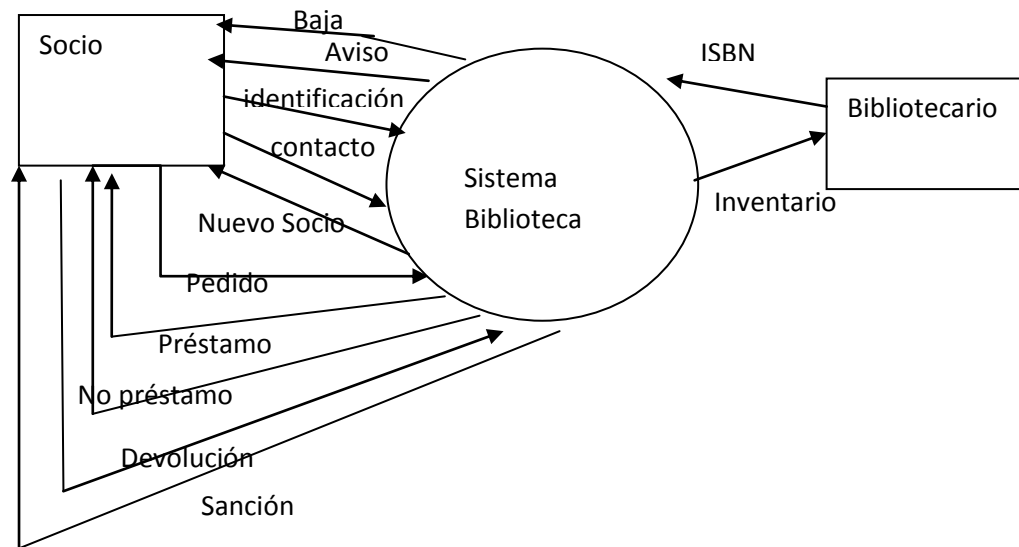 Baja
Socio
Aviso
ISBN
identificación
Bibliotecario
contacto
Sistema
Biblioteca
Inventario
Nuevo Socio
Pedido
Préstamo
No préstamo
Devolución
Sanción